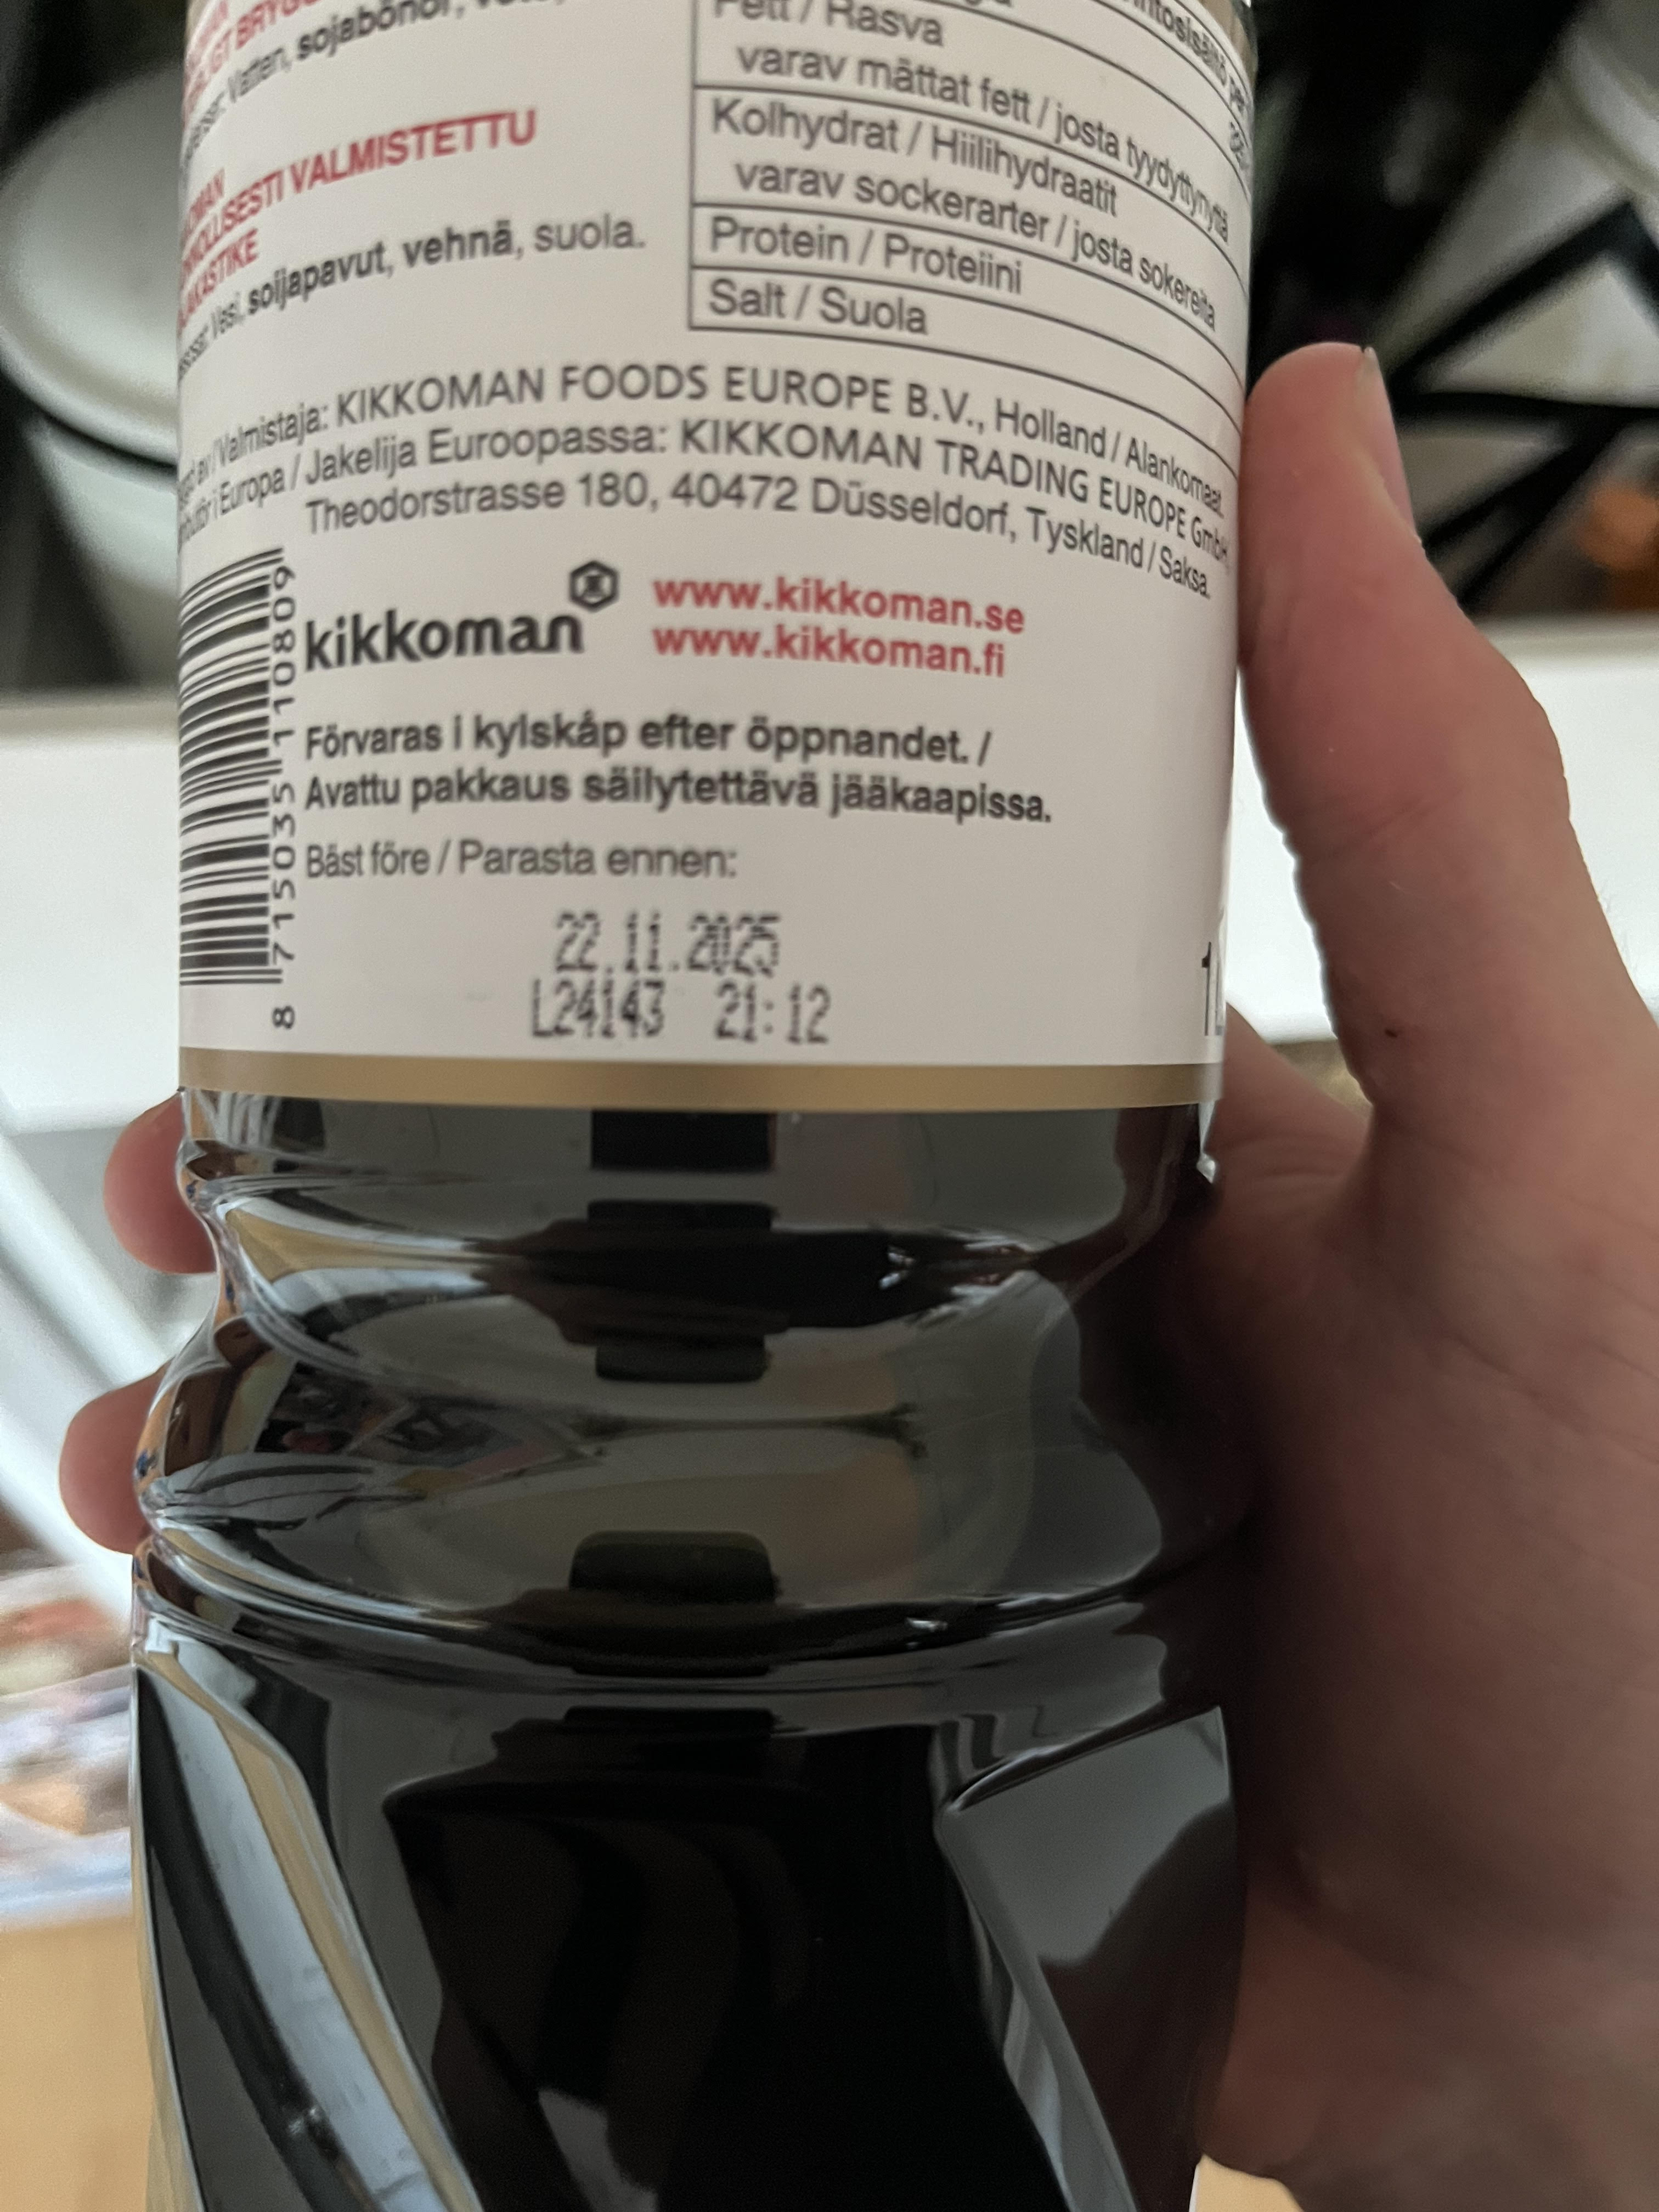 sojabönor,
VALMISTETTU
Vesi, soijapavut, vehnä, suola.
Fett / Rasva
varav mättat fett / josta tyydyttynyttä
Kolhydrat / Hiilihydraatit
varav sockerarter / josta sokereita
Protein / Proteiini
Salt / Suola
/Valmistaja: KIKKOMAN FOODS EUROPE B.V., Holland / Alankomaat.
i Europa / Jakelija Euroopassa: KIKKOMAN TRADING EUROPE GmbH
Theodorstrasse 180, 40472 Düsseldorf, Tyskland / Saksa.
kikkoman
www.kikkoman.se
www.kikkoman.fi
Förvaras i kylskåp efter öppnandet. /
Avattu pakkaus säilytettävä jääkaapissa.
Bäst före / Parasta ennen:
22.11.2025
L24143 21:12
8 715035 110809